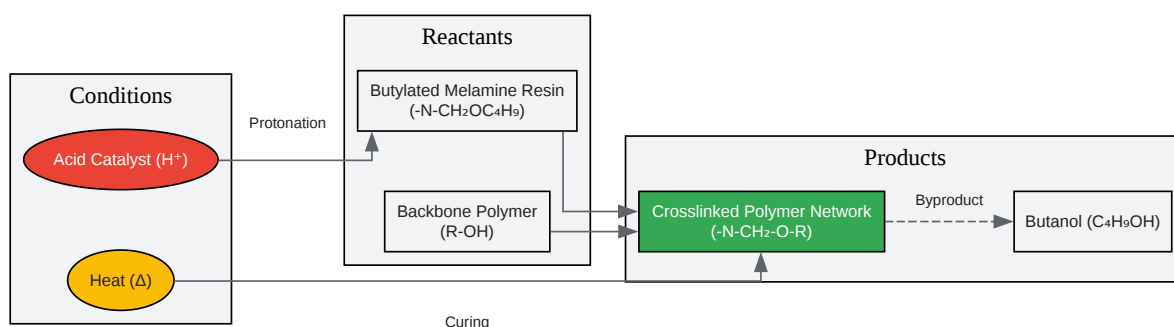 Conditions
Acid Catalyst (H⁺)
Heat (Δ)
Protonation
Reactants
Butylated Melamine Resin
(-N-CH₂OC₄H₉)
Backbone Polymer
(R-OH)
Products
Crosslinked Polymer Network
(-N-CH₂-O-R)
Byproduct
Butanol (C₄H₉OH)
Curing